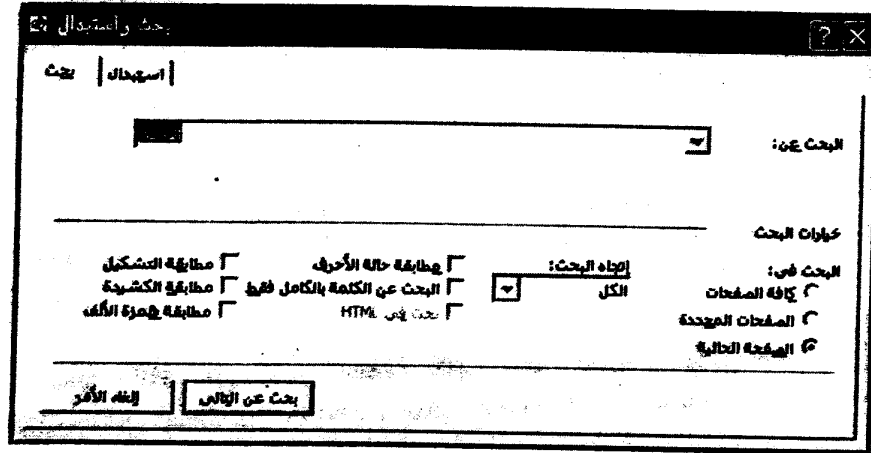 بحث واستبدال
بحث
استبدال
البحث عن:
خيارات البحث
البحث في:
كافة الصفحات
الصفحات المحددة
الصفحة الحالية
إتجاه البحث:
الكل
مطابقة حالة الأحرف
البحث عن الكلمة بالكامل فقط
بحث في HTML
مطابقة التشكيل
مطابقة الكشيدة
مطابقة همزة الألف
بحث عن التالى
إلغاء الأمر